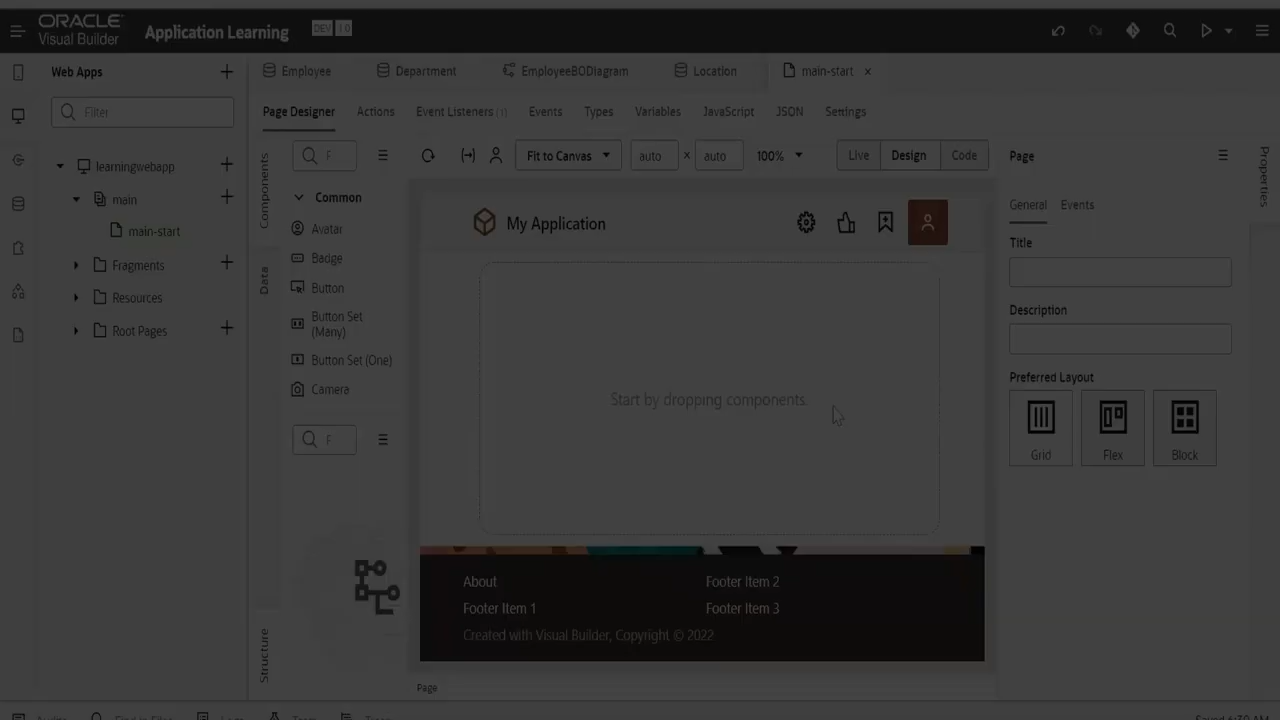 ORACLE
Visual Builder
Application Learning
DEV 1.0
Web Apps
Filter
learningwebapp
main
main-start
Fragments
Resources
Root Pages
Employee
Department
EmployeeBODiagram
Location
main-start
Page Designer
Actions
Event Listeners (1)
Events
Types
Variables
JavaScript
JSON
Settings
Components
Data
Structure
F
Common
Avatar
Badge
Button
Button Set
(Many)
Button Set (One)
Camera
F
Fit to Canvas
auto x auto
100%
Live
Design
Code
My Application
Start by dropping components.
About
Footer Item 2
Footer Item 1
Footer Item 3
Created with Visual Builder, Copyright © 2022
Page
Page
General
Events
Title
Description
Preferred Layout
Grid
Flex
Block
Properties